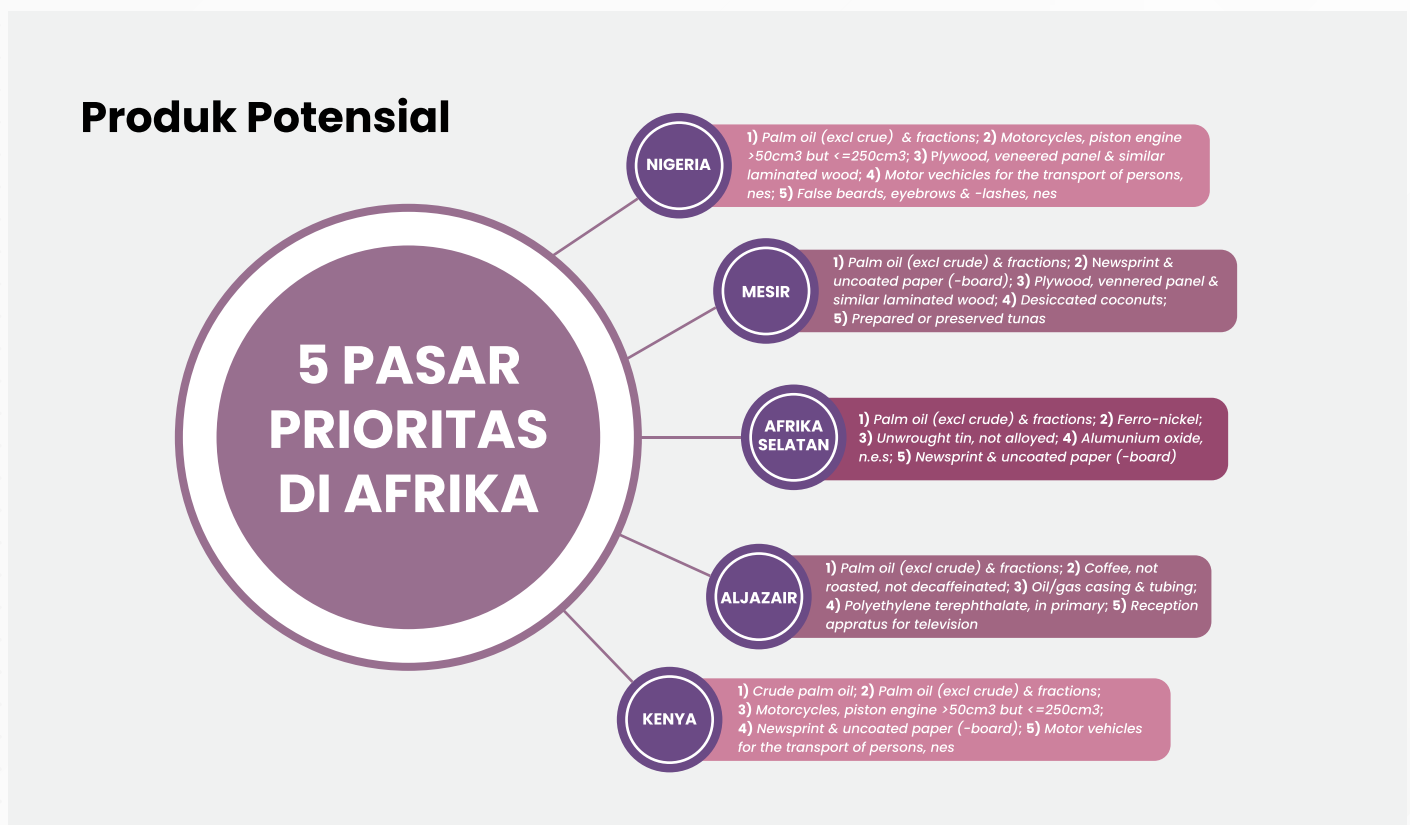 Produk Potensial
5 PASAR
PRIORITAS
DI AFRIKA
NIGERIA
1) Palm oil (excl crue) & fractions; 2) Motorcycles, piston engine
>50cm3 but <=250cm3; 3) Plywood, veneered panel & similar
laminated wood; 4) Motor vechicles for the transport of persons,
nes; 5) False beards, eyebrows & -lashes, nes
MESIR
1) Palm oil (excl crude) & fractions; 2) Newsprint &
uncoated paper (-board); 3) Plywood, vennered panel &
similar laminated wood; 4) Desiccated coconuts;
5) Prepared or preserved tunas
AFRIKA
SELATAN
1) Palm oil (excl crude) & fractions; 2) Ferro-nickel;
3) Unwrought tin, not alloyed; 4) Alumunium oxide,
n.e.s; 5) Newsprint & uncoated paper (-board)
ALJAZAIR
1) Palm oil (excl crude) & fractions; 2) Coffee, not
roasted, not decaffeinated; 3) Oil/gas casing & tubing;
4) Polyethylene terephthalate, in primary; 5) Reception
appratus for television
KENYA
1) Crude palm oil; 2) Palm oil (excl crude) & fractions;
3) Motorcycles, piston engine >50cm3 but <=250cm3;
4) Newsprint & uncoated paper (-board); 5) Motor vehicles
for the transport of persons, nes